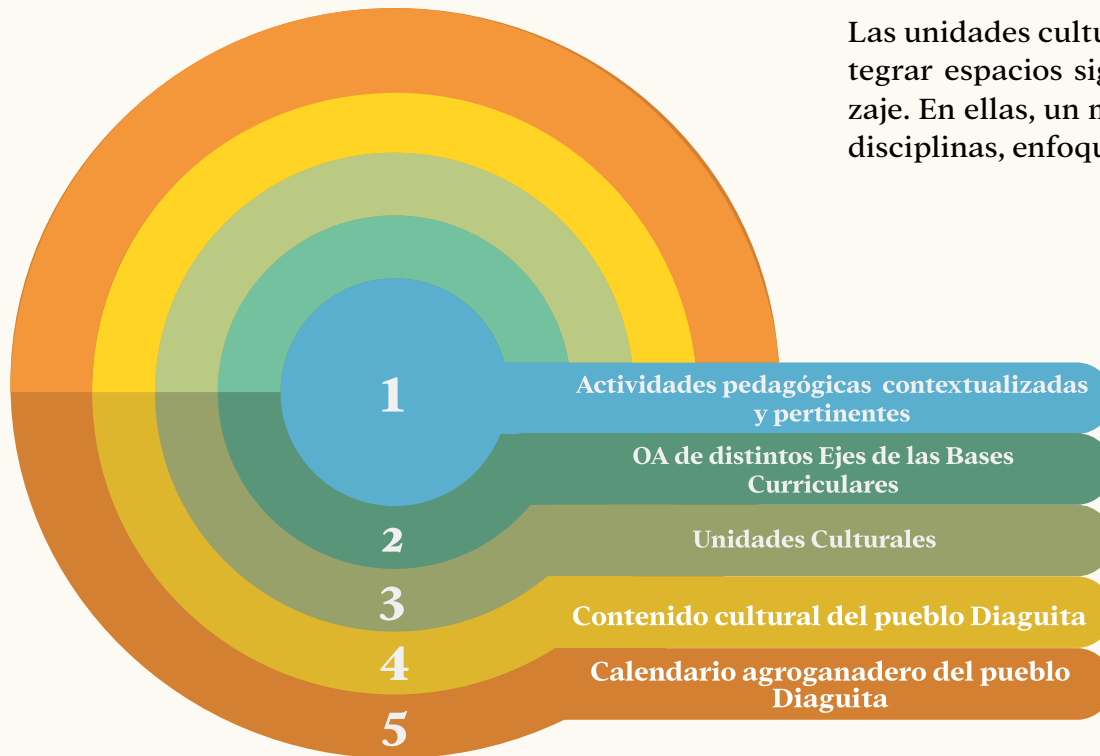 Las unidades cultu
tegrar espacios sig
zaje. En ellas, un
disciplinas, enfoqu
1
Actividades pedagógicas contextualizadas
y pertinentes
OA de distintos Ejes de las Bases
Curriculares
2
Unidades Culturales
3
Contenido cultural del pueblo Diaguita
4
Calendario agroganadero del pueblo
Diaguita
5